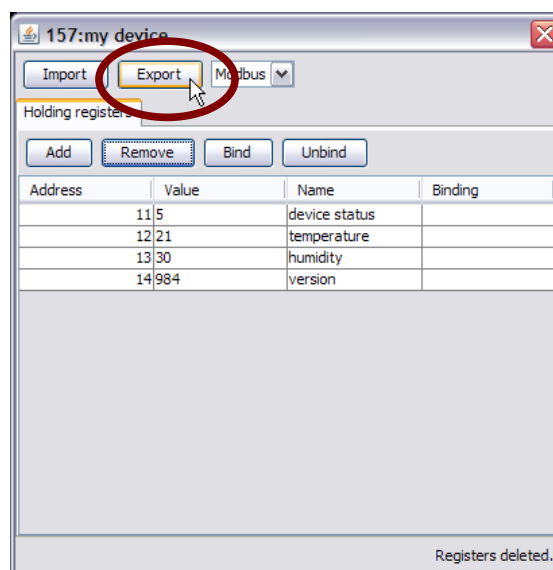 157:my device
Import Export Modbus
Holding registers
Add Remove Bind Unbind
Address Value Name Binding
11 5 device status
12 21 temperature
13 30 humidity
14 984 version
Registers deleted.